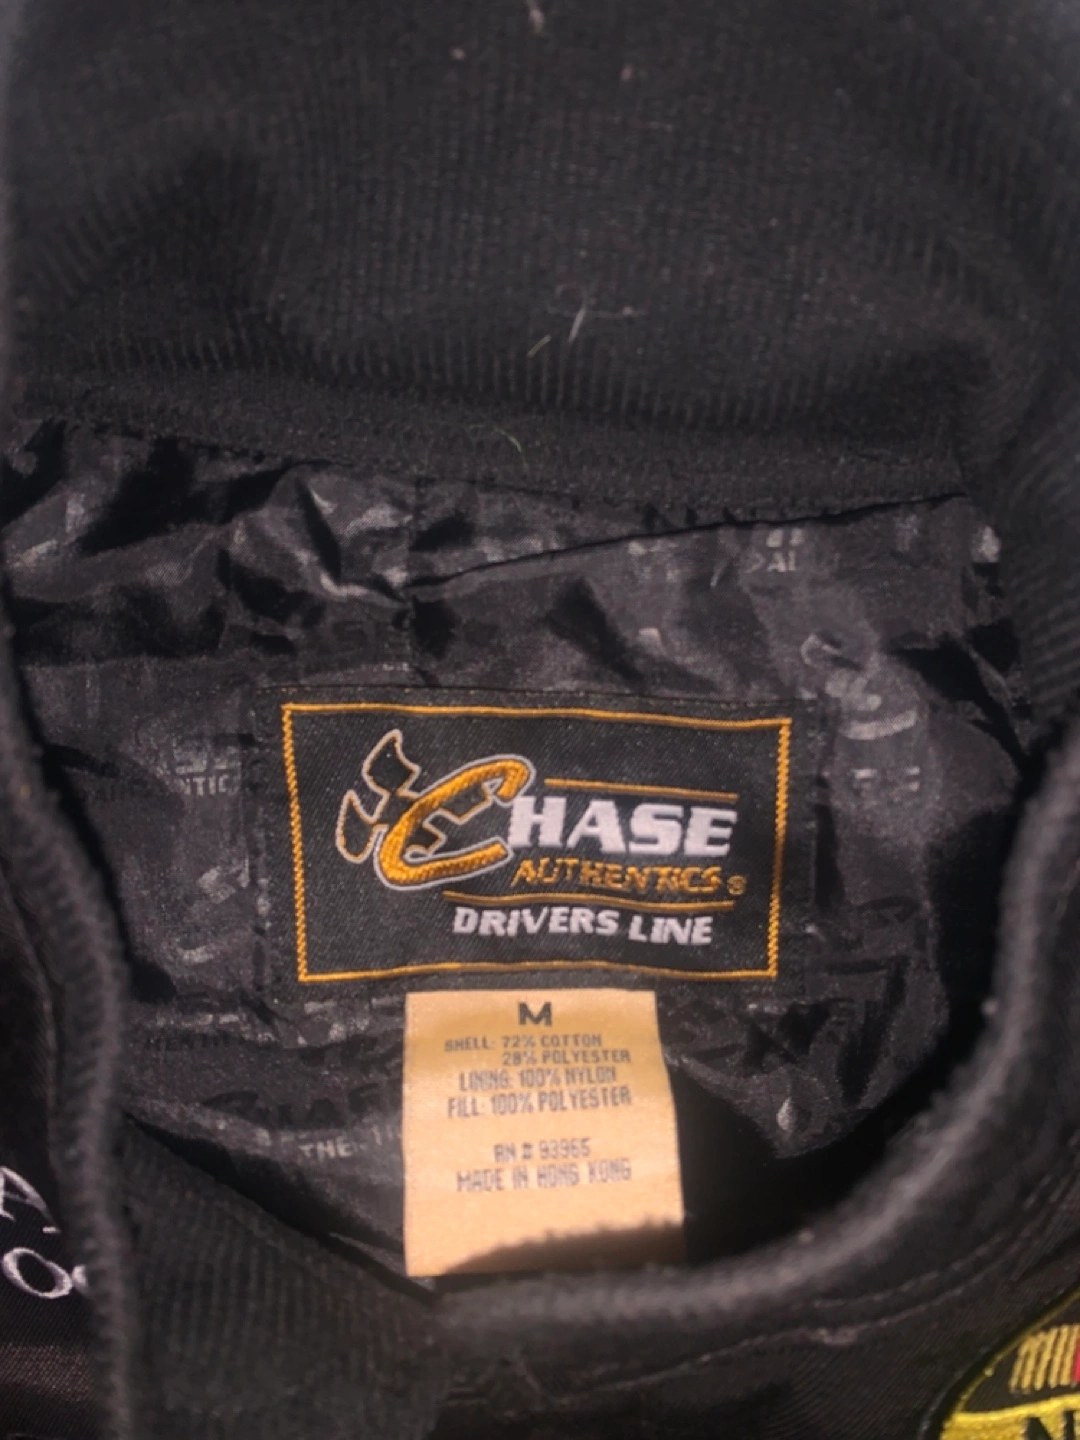 CHASE
AUTHENTICS®
DRIVERS LINE
M
SHELL: 72% COTTON
28% POLYESTER
LINING: 100% NYLON
FILL: 100% POLYESTER
RN # 93965
MADE IN HONG KONG